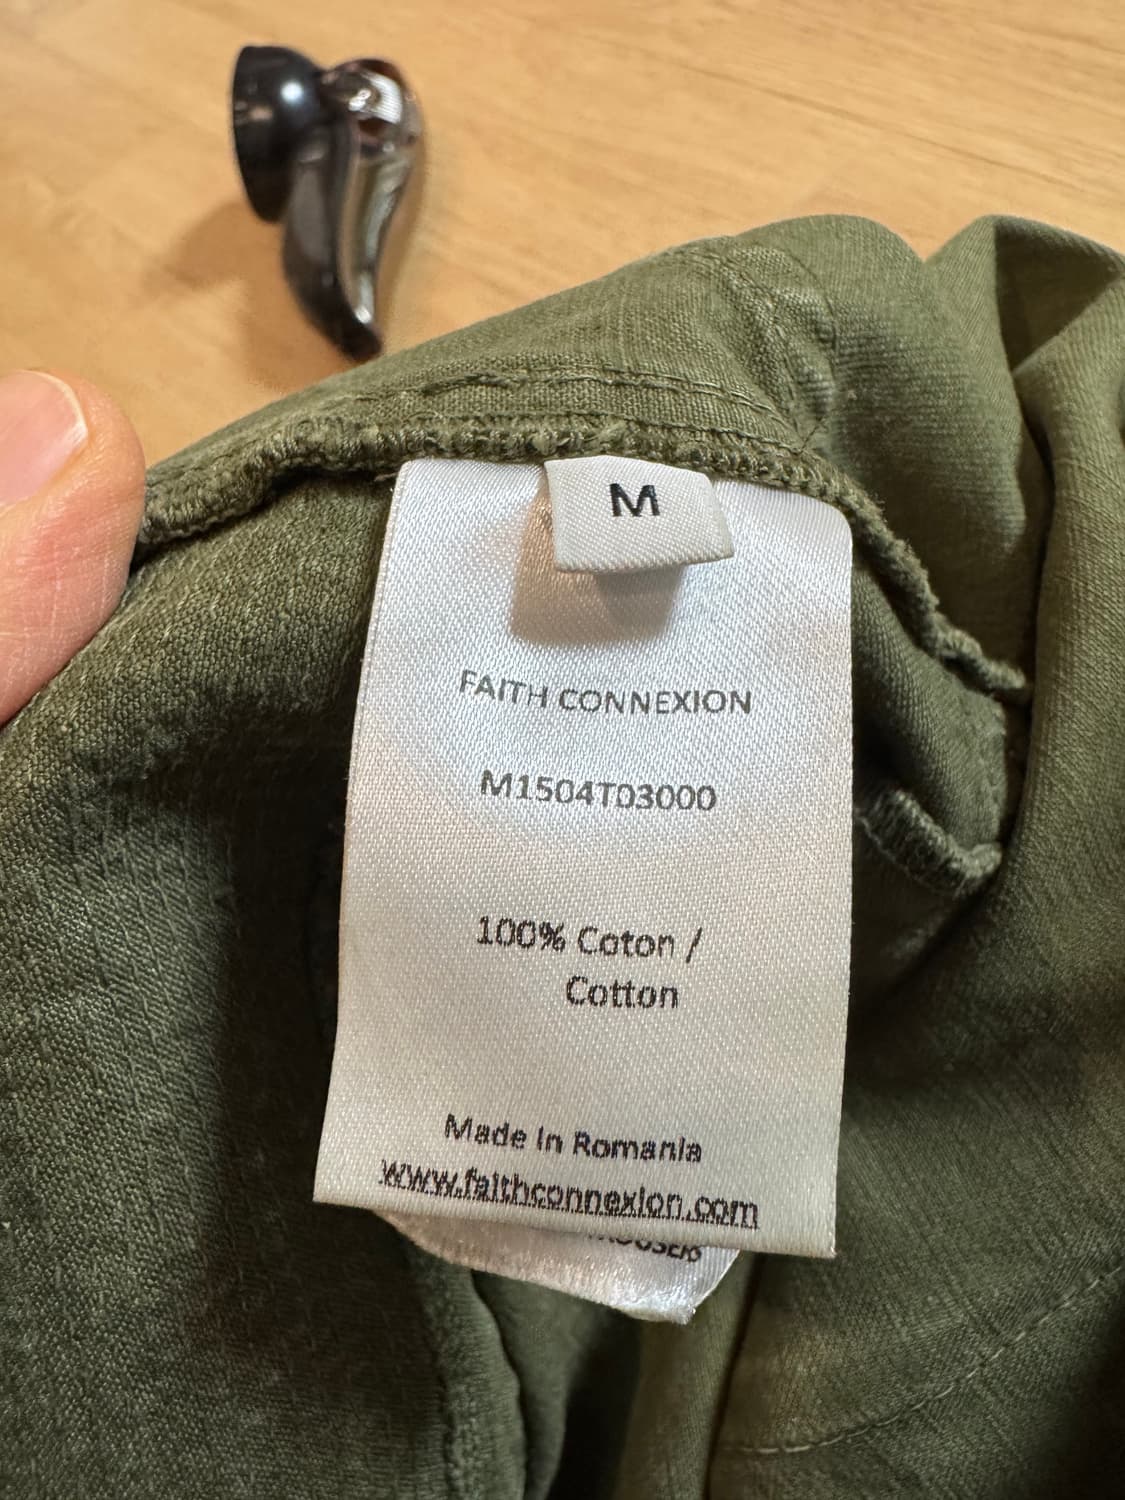 M
FAITH CONNEXION
M1504T03000
100% Coton /
Cotton
Made In Romania
www.faithconnexion.com